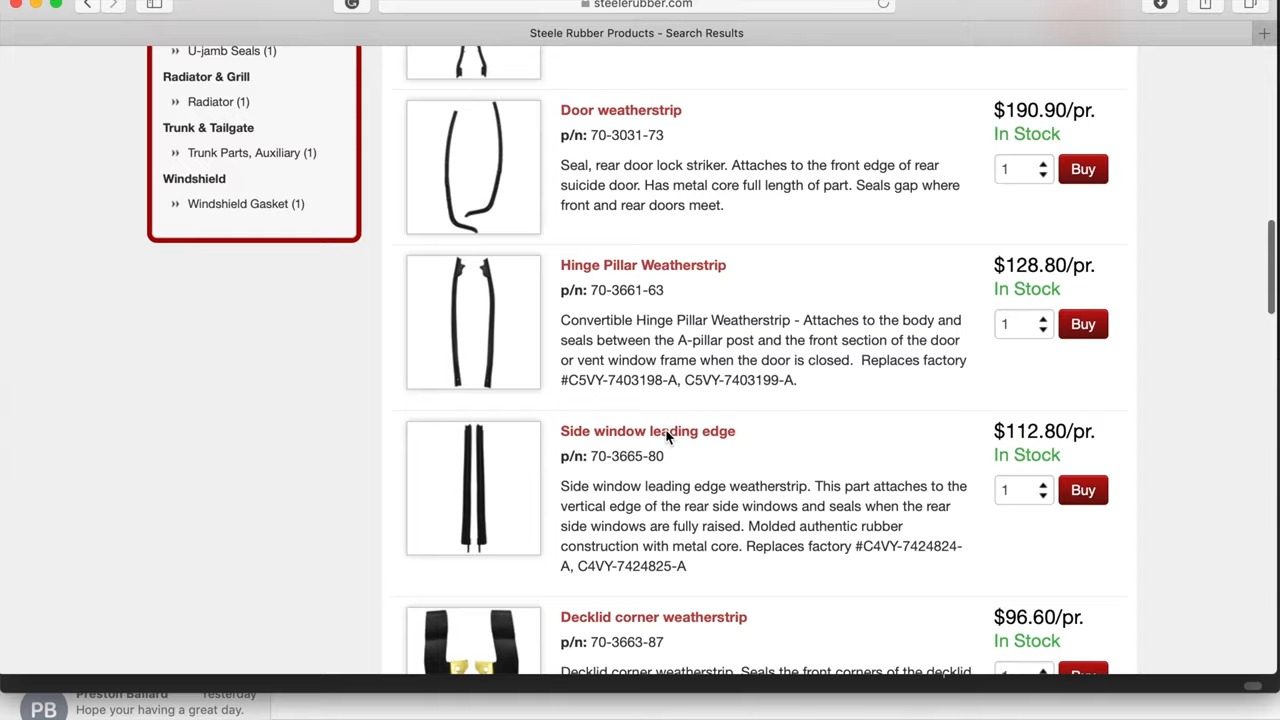 steelerubber.com
Steele Rubber Products - Search Results
U-jamb Seals (1)
Radiator & Grill
Radiator (1)
Trunk & Tailgate
Trunk Parts, Auxiliary (1)
Windshield
Windshield Gasket (1)
Door weatherstrip
p/n: 70-3031-73
Seal, rear door lock striker. Attaches to the front edge of rear
suicide door. Has metal core full length of part. Seals gap where
front and rear doors meet.
$190.90/pr.
In Stock
1 Buy
Hinge Pillar Weatherstrip
p/n: 70-3661-63
Convertible Hinge Pillar Weatherstrip - Attaches to the body and
seals between the A-pillar post and the front section of the door
or vent window frame when the door is closed. Replaces factory
#C5VY-7403198-A, C5VY-7403199-A.
$128.80/pr.
In Stock
1 Buy
Side window leading edge
p/n: 70-3665-80
Side window leading edge weatherstrip. This part attaches to the
vertical edge of the rear side windows and seals when the rear
side windows are fully raised. Molded authentic rubber
construction with metal core. Replaces factory #C4VY-7424824-
A, C4VY-7424825-A
$112.80/pr.
In Stock
1 Buy
Decklid corner weatherstrip
p/n: 70-3663-87
Decklid corner weatherstrip. Seals the front corners of the decklid
$96.60/pr.
In Stock
1 Buy
PB
Preston Ballard Yesterday
Hope your having a great day.